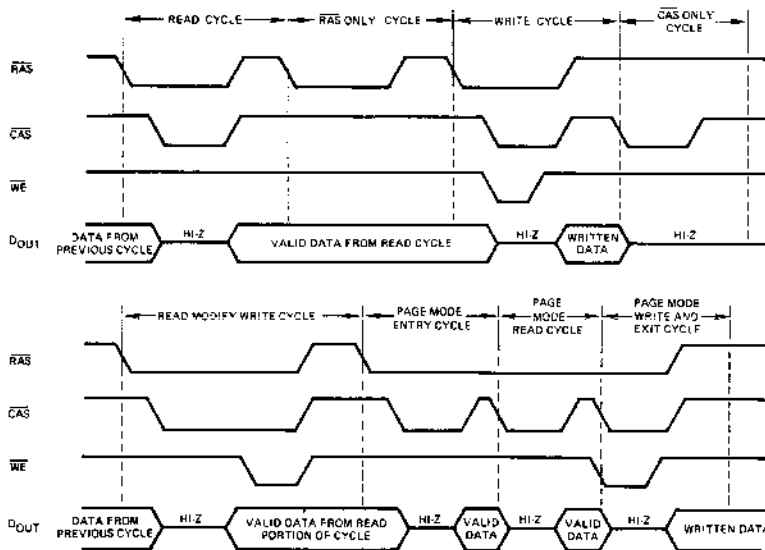 READ CYCLE
RAS ONLY CYCLE
WRITE CYCLE
CAS ONLY
CYCLE
RAS
CAS
WE
DOUT
DATA FROM
PREVIOUS CYCLE
HI-Z
VALID DATA FROM READ CYCLE
HI-Z
WRITTEN
DATA
HI-Z
READ MODIFY WRITE CYCLE
PAGE MODE
ENTRY CYCLE
PAGE
MODE
READ CYCLE
PAGE MODE
WRITE AND
EXIT CYCLE
RAS
CAS
WE
DOUT
DATA FROM
PREVIOUS CYCLE
HI-Z
VALID DATA FROM READ
PORTION OF CYCLE
HI-Z
VALID
DATA
HI-Z
VALID
DATA
HI-Z
WRITTEN DATA